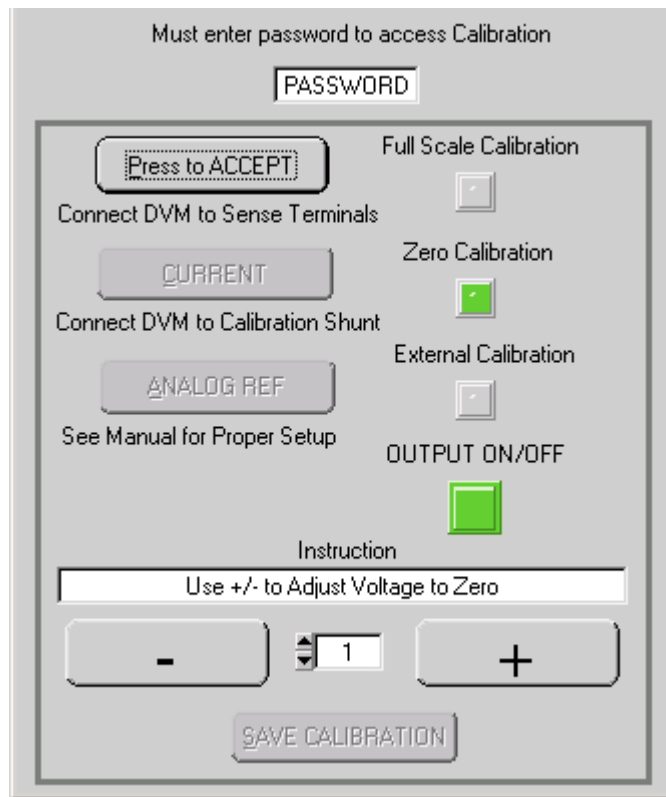 Must enter password to access Calibration
PASSWORD
Press to ACCEPT
Full Scale Calibration
Connect DVM to Sense Terminals
Zero Calibration
CURRENT
Connect DVM to Calibration Shunt
External Calibration
ANALOG REF
See Manual for Proper Setup
OUTPUT ON/OFF
Instruction
Use +/- to Adjust Voltage to Zero
- 1 +
SAVE CALIBRATION